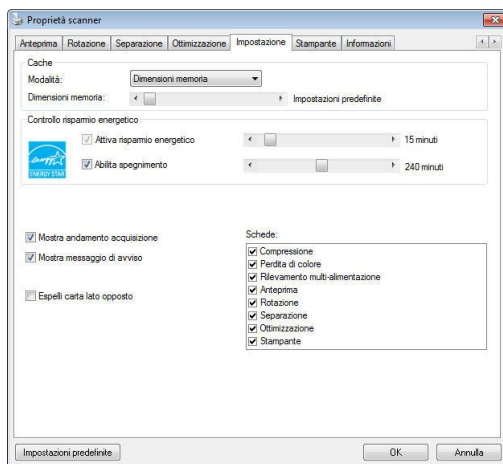 Proprietà scanner
Anteprima Rotazione Separazione Ottimizzazione Impostazione Stampante Informazioni
Cache
Modalità: Dimensioni memoria
Dimensioni memoria: Impostazioni predefinite
Controllo risparmio energetico
Attiva risparmio energetico 15 minuti
ENERGY STAR Abilita spegnimento 240 minuti
Mostra andamento acquisizione
Mostra messaggio di avviso
Espelli carta lato opposto
Schede:
Compressione
Perdita di colore
Rilevamento multi-alimentazione
Anteprima
Rotazione
Separazione
Ottimizzazione
Stampante
Impostazioni predefinite OK Annulla